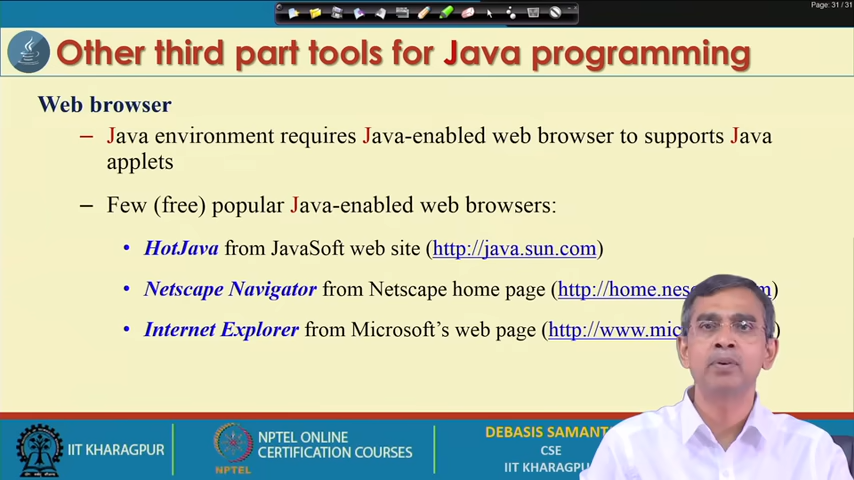 Page: 31 / 31
Other third part tools for Java programming
Web browser
– Java environment requires Java-enabled web browser to supports Java
applets
– Few (free) popular Java-enabled web browsers:
• HotJava from JavaSoft web site (http://java.sun.com)
• Netscape Navigator from Netscape home page (http://home.nes m)
• Internet Explorer from Microsoft's web page (http://www.mic )
IIT KHARAGPUR
NPTEL
NPTEL ONLINE
CERTIFICATION COURSES
DEBASIS SAMANT
CSE
IIT KHARAGPU